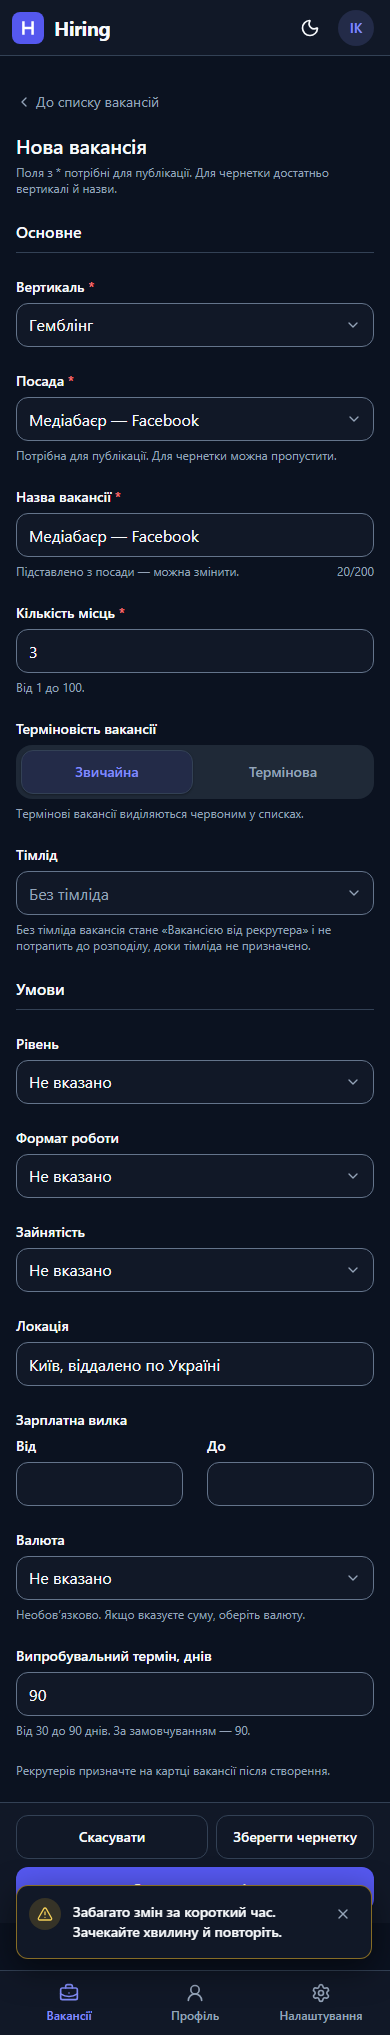 H Hiring
ІК
До списку вакансій
Нова вакансія
Поля з * потрібні для публікації. Для чернетки достатньо
вертикалі й назви.
Основне
Вертикаль *
Гемблінг
Посада *
Медіабаєр — Facebook
Потрібна для публікації. Для чернетки можна пропустити.
Назва вакансії *
Медіабаєр — Facebook
Підставлено з посади — можна змінити. 20/200
Кількість місць *
3
Від 1 до 100.
Терміновість вакансії
Звичайна Термінова
Термінові вакансії виділяються червоним у списках.
Тімлід
Без тімліда
Без тімліда вакансія стане «Вакансією від рекрутера» і не
потрапить до розподілу, доки тімліда не призначено.
Умови
Рівень
Не вказано
Формат роботи
Не вказано
Зайнятість
Не вказано
Локація
Київ, віддалено по Україні
Зарплатна вилка
Від До
Валюта
Не вказано
Необов’язково. Якщо вказуєте суму, оберіть валюту.
Випробувальний термін, днів
90
Від 30 до 90 днів. За замовчуванням — 90.
Рекрутерів призначте на картці вакансії після створення.
Скасувати Зберегти чернетку
Забагато змін за короткий час.
Зачекайте хвилину й повторіть.
Вакансії Профіль Налаштування